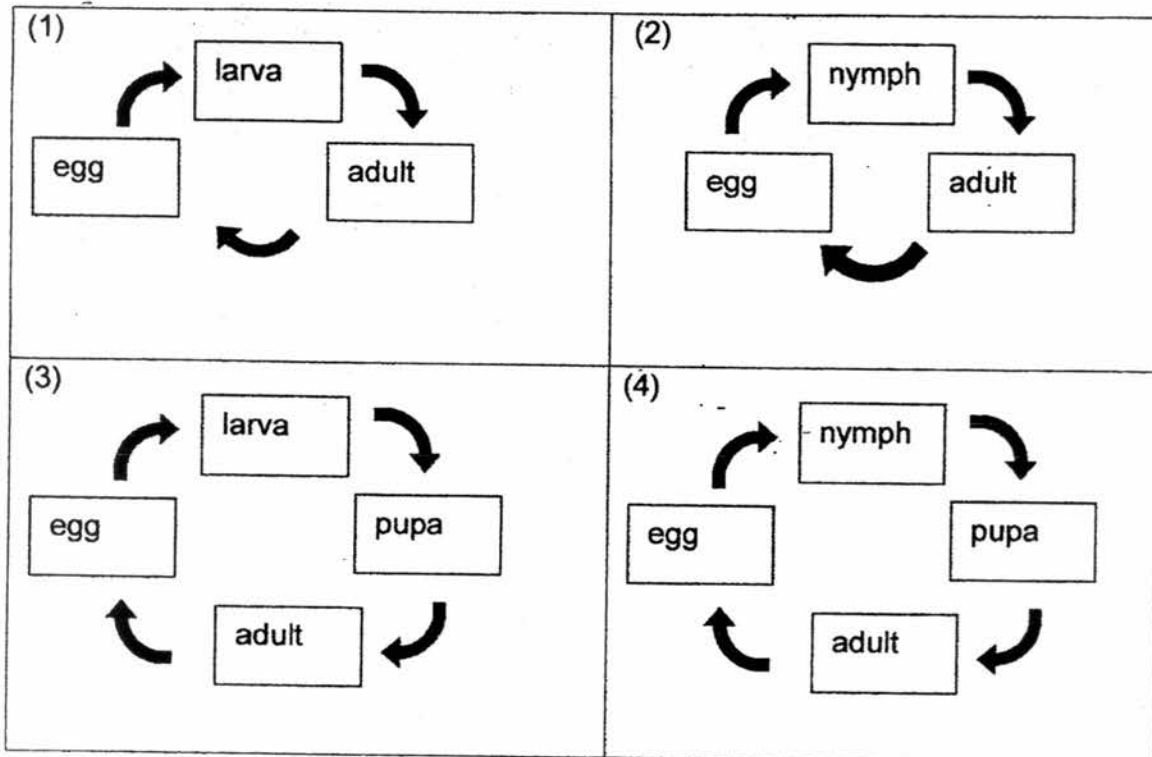 (1)
larva
egg
adult
(2)
nymph
egg
adult
(3)
larva
egg
pupa
adult
(4)
nymph
egg
pupa
adult